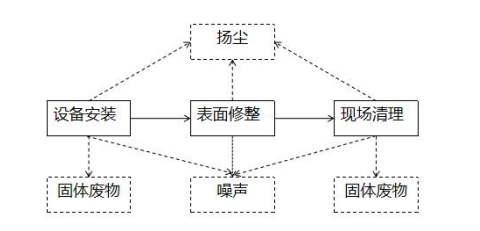 扬尘
设备安装
表面修整
现场清理
固体废物
噪声
固体废物